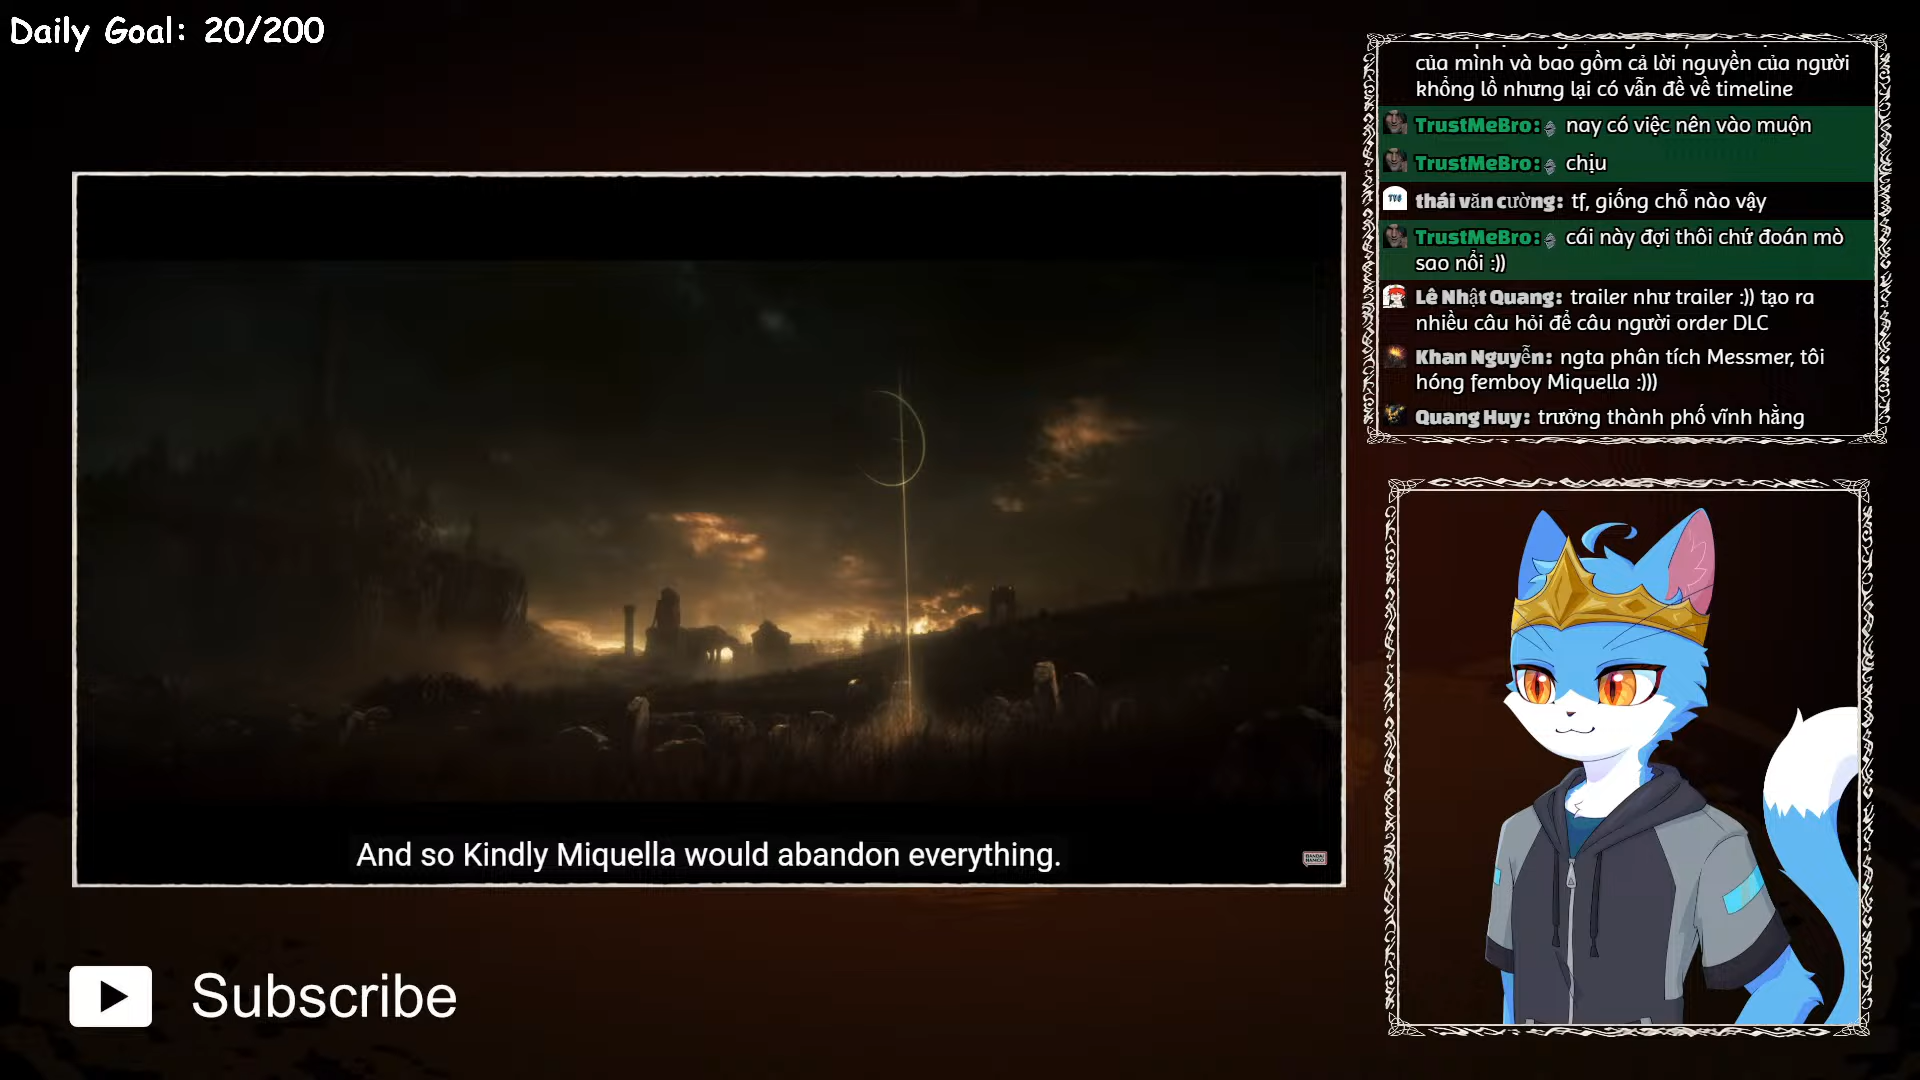 Daily Goal: 20/200
của mình và bao gồm cả lời nguyền của người
khổng lồ nhưng lại có vẫn đề về timeline
TrustMeBro: nay có việc nên vào muộn
TrustMeBro: chịu
thái văn cường: tf, giống chỗ nào vậy
TrustMeBro: cái này đợi thôi chứ đoán mò
sao nổi :))
Lê Nhật Quang: trailer như trailer :)) tạo ra
nhiều câu hỏi để câu người order DLC
Khan Nguyễn: ngta phân tích Messmer, tôi
hóng femboy Miquella :)))
Quang Huy: trưởng thành phố vĩnh hằng
And so Kindly Miquella would abandon everything.
BANDAI
NAMCO
Subscribe